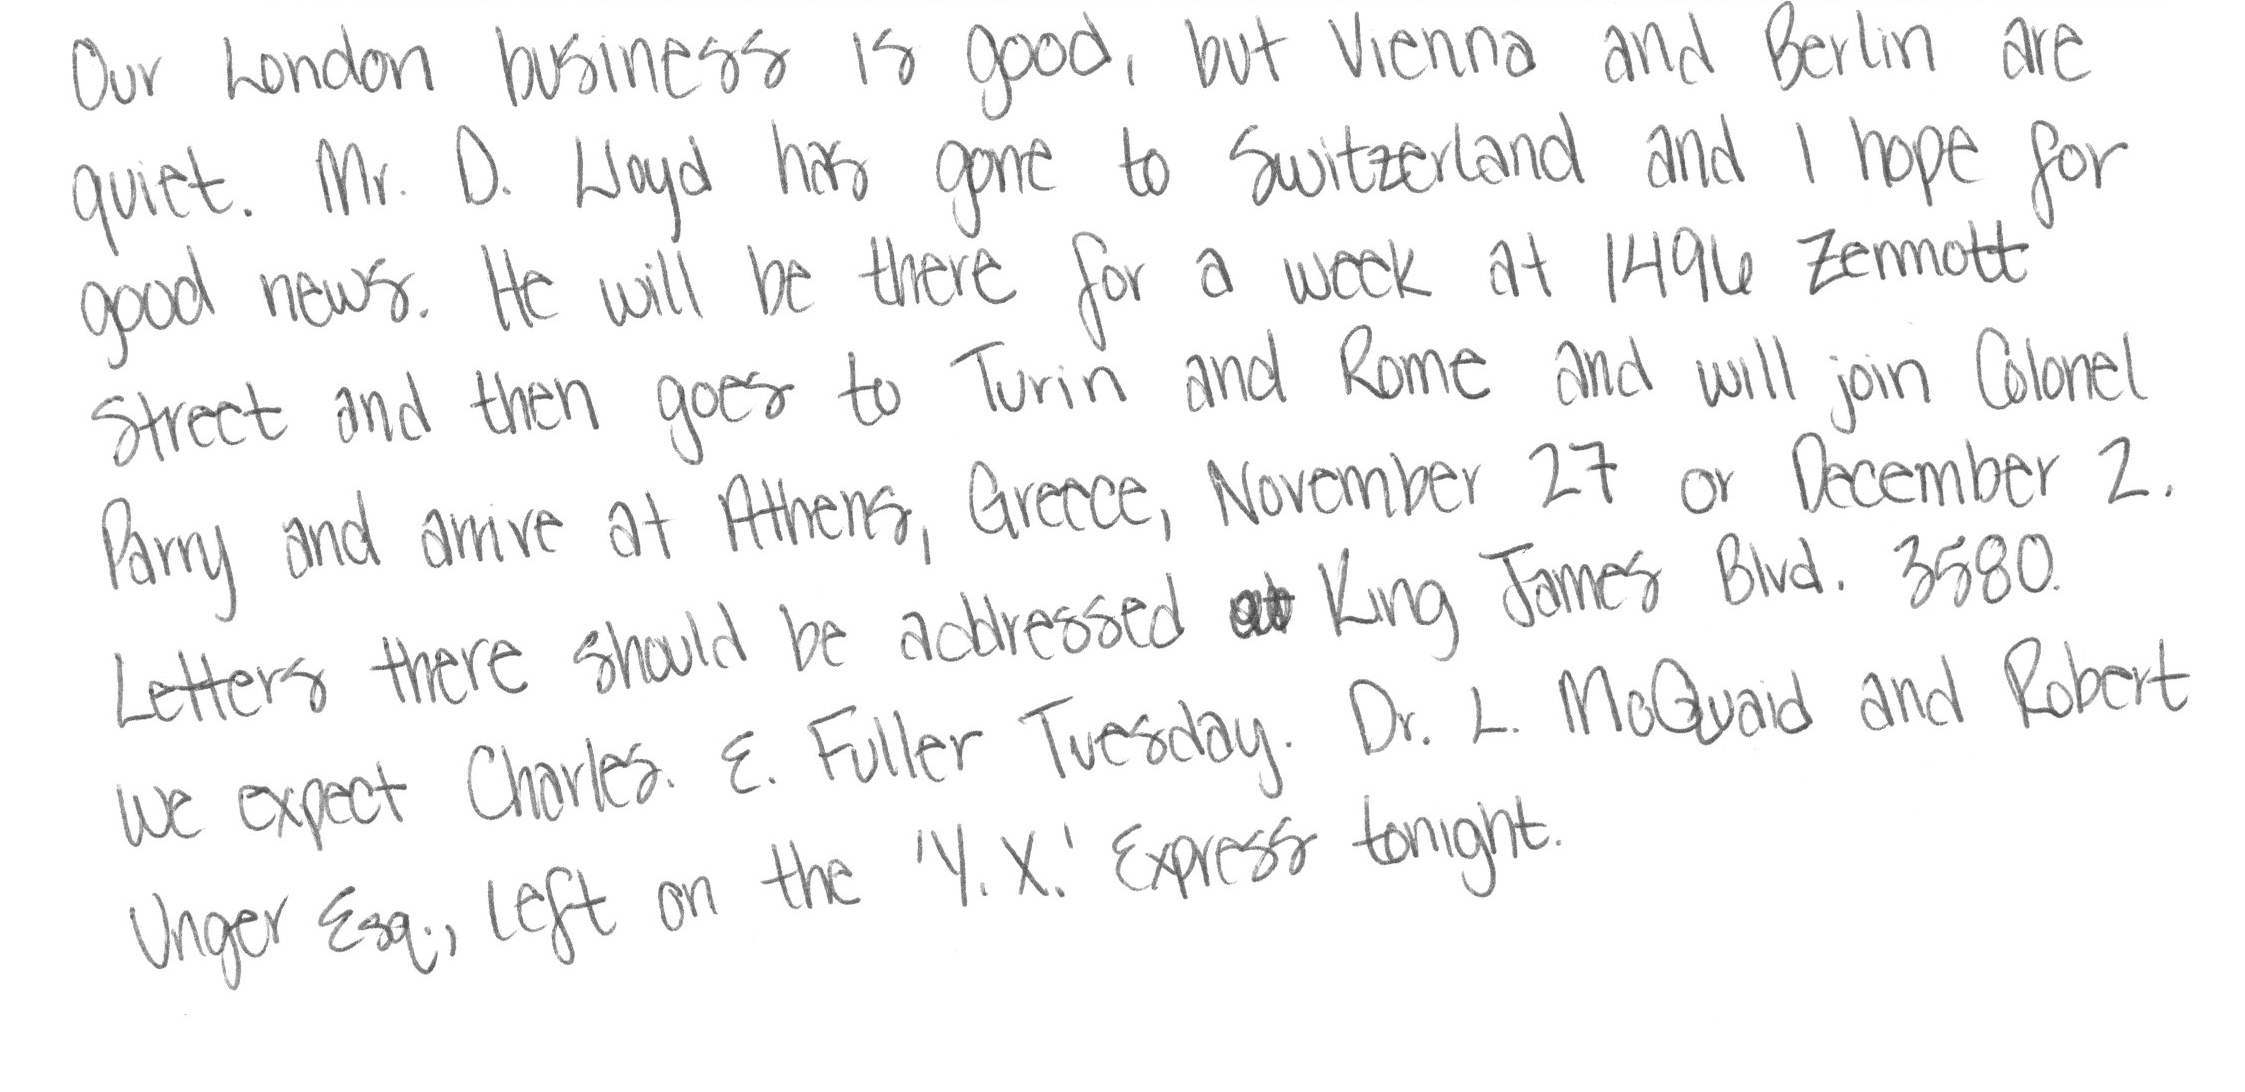 Our London business is good, but Vienna and Berlin are
quiet. Mr. D. Lloyd has gone to Switzerland and I hope for
good news. He will be there for a week at 1496 Zermott
Street and then goes to Turin and Rome and will join Colonel
Parry and arrive at Athens, Greece, November 27 or December 2.
Letters there should be addressed King James Blvd. 3580.
We expect Charles. E. Fuller Tuesday. Dr. L. McQuaid and Robert
Unger Esq., left on the 'Y. X.' Express tonight.